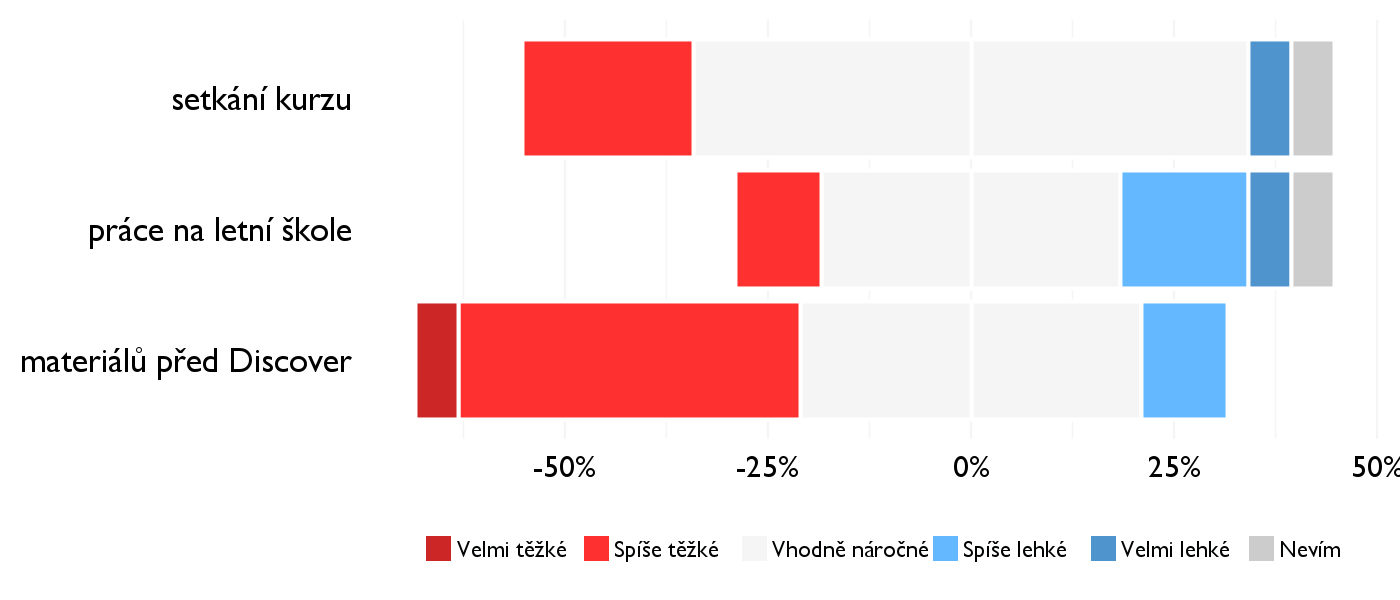 setkání kurzu
práce na letní škole
materiálů před Discover
-50% -25% 0% 25% 50%
Velmi těžké Spíše těžké Vhodně náročné Spíše lehké Velmi lehké Nevím